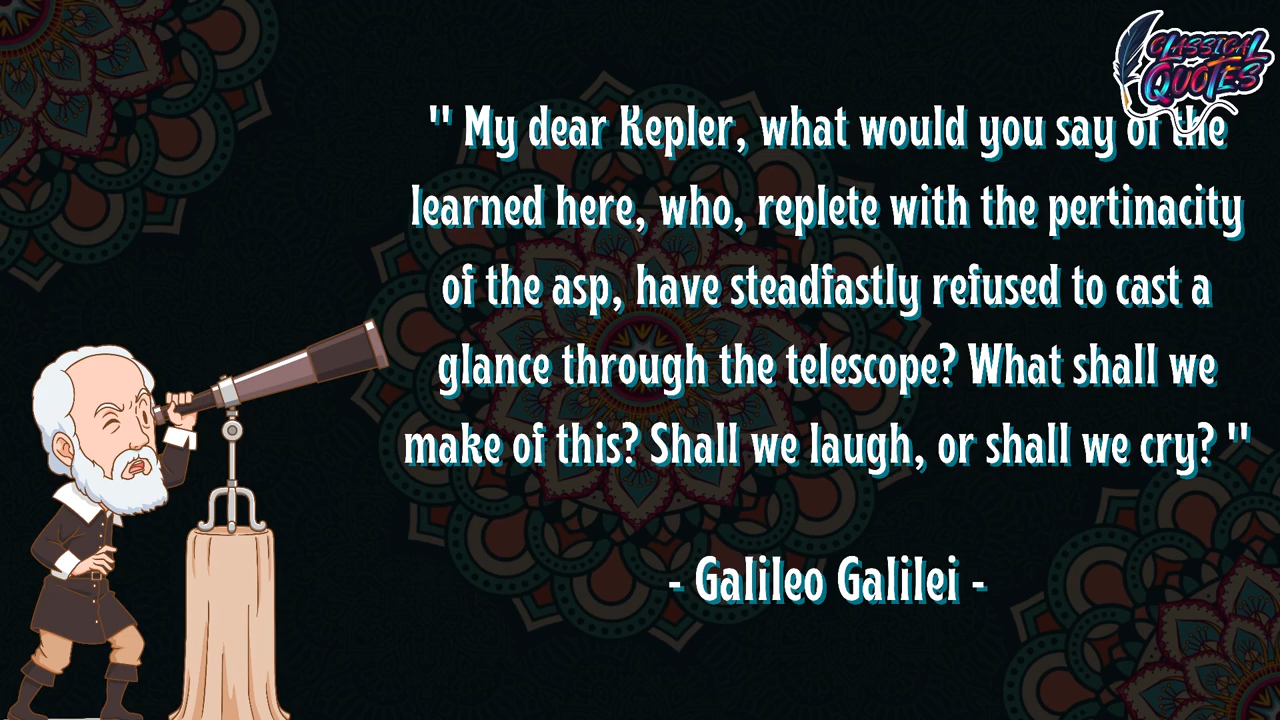 CLASSICAL
QUOTES
" My dear Kepler, what would you say of the
learned here, who, replete with the pertinacity
of the asp, have steadfastly refused to cast a
glance through the telescope? What shall we
make of this? Shall we laugh, or shall we cry? "
- Galileo Galilei -